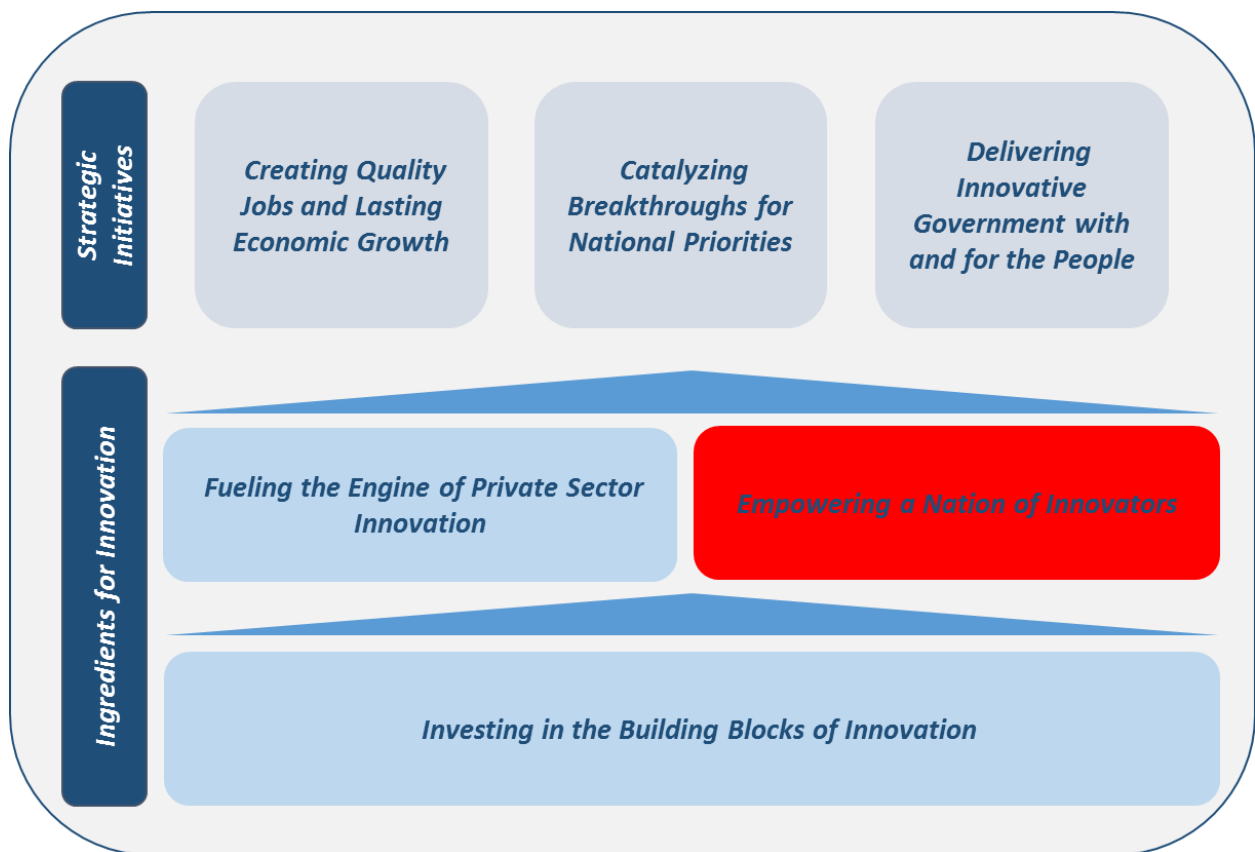 Strategic
Initiatives
Creating Quality
Jobs and Lasting
Economic Growth
Catalyzing
Breakthroughs for
National Priorities
Delivering
Innovative
Government with
and for the People
Ingredients for Innovation
Fueling the Engine of Private Sector
Innovation
Empowering a Nation of Innovators
Investing in the Building Blocks of Innovation